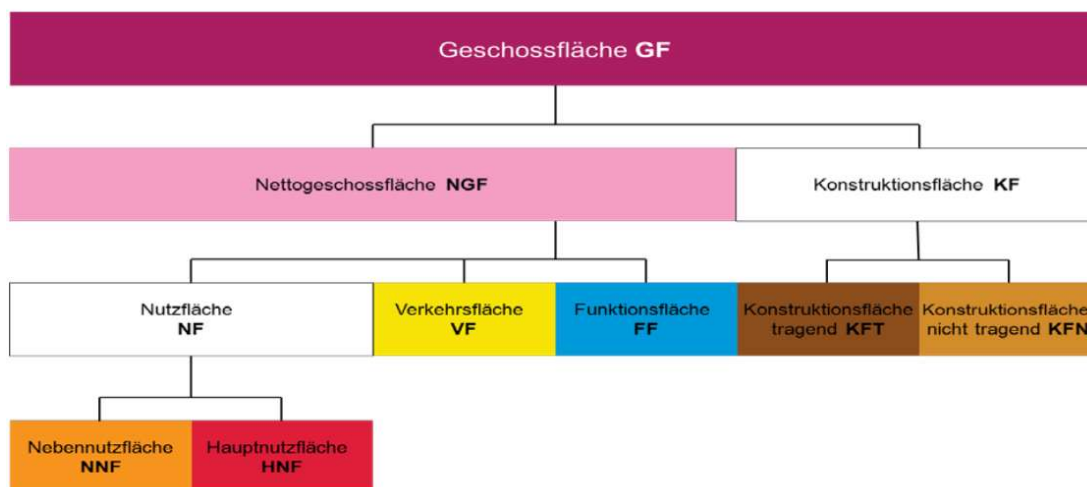 Geschossfläche GF
Nettogeschossfläche NGF
Konstruktionsfläche KF
Nutzfläche
NF
Verkehrsfläche
VF
Funktionsfläche
FF
Konstruktionsfläche
tragend KFT
Konstruktionsfläche
nicht tragend KFN
Nebennutzfläche
NNF
Hauptnutzfläche
HNF